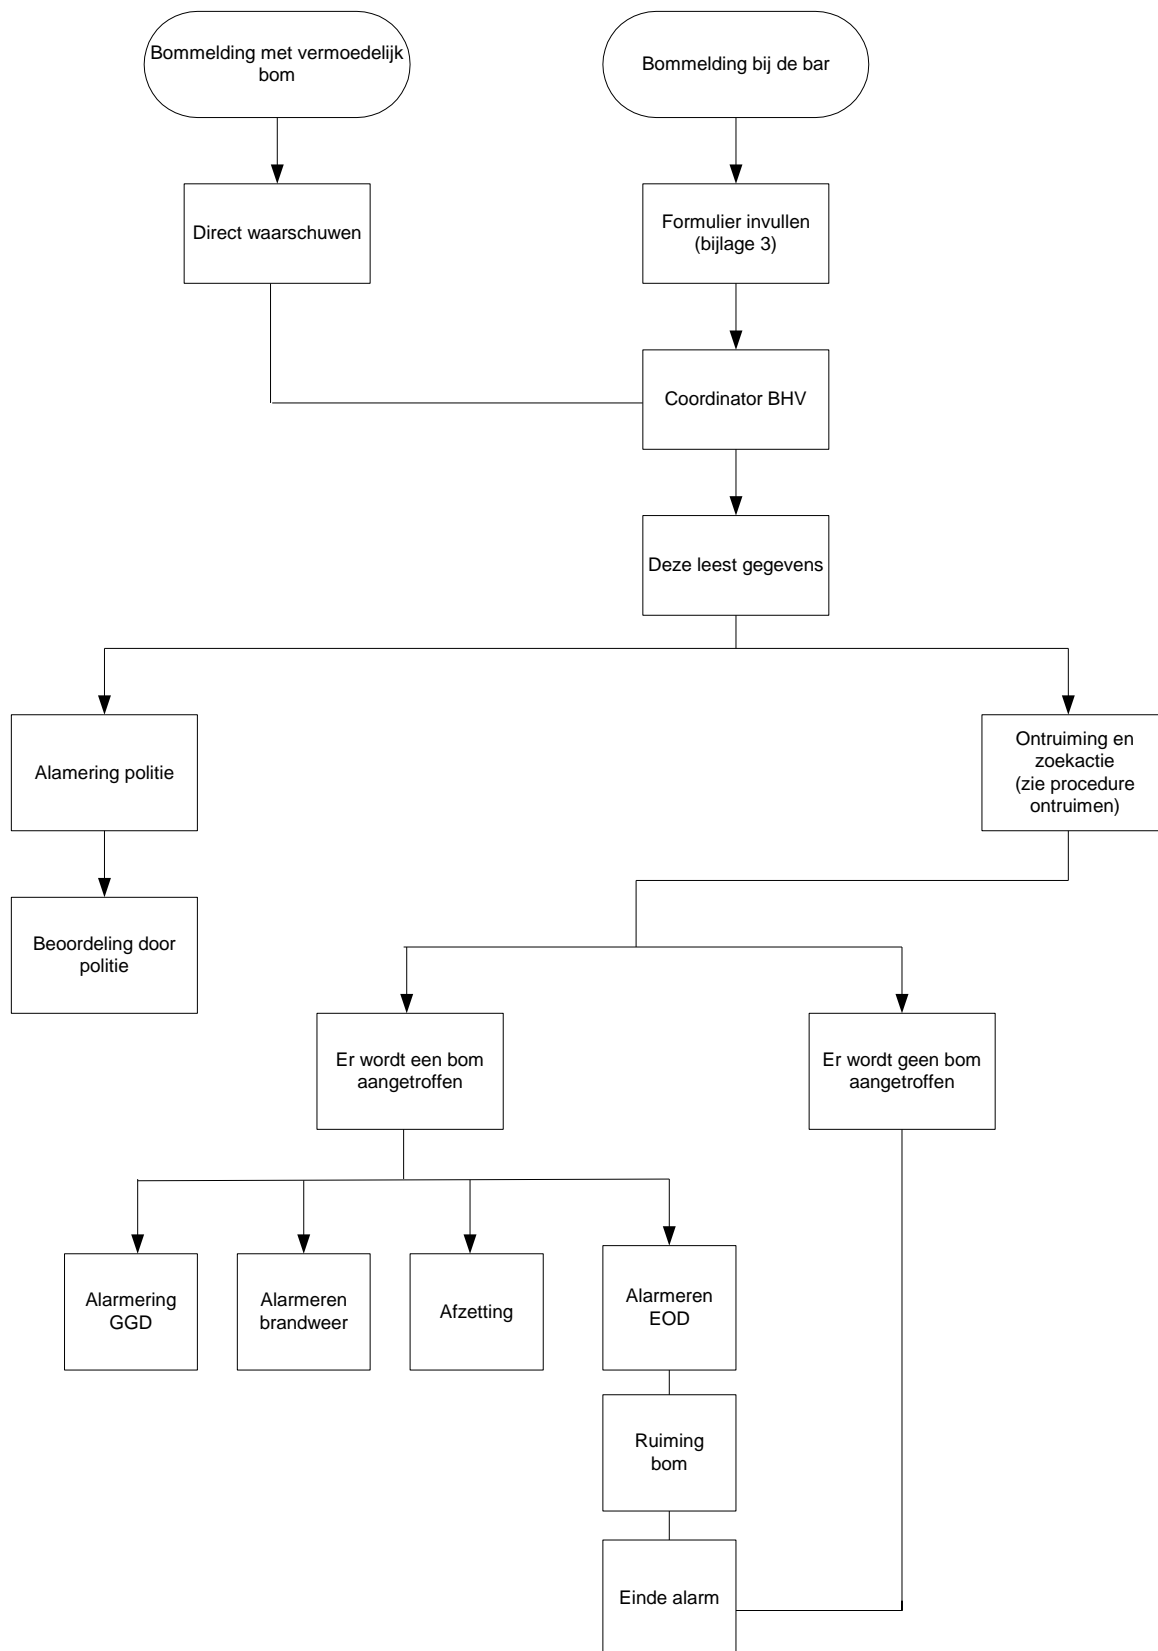 Bommelding met vermoedelijk
bom
Bommelding bij de bar
Direct waarschuwen
Formulier invullen
(bijlage 3)
Coordinator BHV
Deze leest gegevens
Alamering politie
Ontruiming en
zoekactie
(zie procedure
ontruimen)
Beoordeling door
politie
Er wordt een bom
aangetroffen
Er wordt geen bom
aangetroffen
Alarmering
GGD
Alarmeren
brandweer
Afzetting
Alarmeren
EOD
Ruiming
bom
Einde alarm